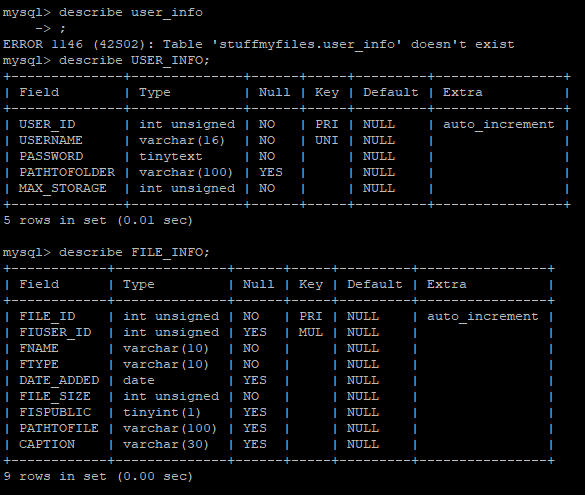 mysql> describe user_info
    -> ;
ERROR 1146 (42S02): Table 'stuffmyfiles.user_info' doesn't exist
mysql> describe USER_INFO;
+--------------+--------------+------+-----+---------+----------------+
| Field        | Type         | Null | Key | Default | Extra          |
+--------------+--------------+------+-----+---------+----------------+
| USER_ID      | int unsigned | NO   | PRI | NULL    | auto_increment |
| USERNAME     | varchar(16)  | NO   | UNI | NULL    |                |
| PASSWORD     | tinytext     | NO   |     | NULL    |                |
| PATHTOFOLDER | varchar(100) | YES  |     | NULL    |                |
| MAX_STORAGE  | int unsigned | NO   |     | NULL    |                |
+--------------+--------------+------+-----+---------+----------------+
5 rows in set (0.01 sec)

mysql> describe FILE_INFO;
+------------+--------------+------+-----+---------+----------------+
| Field      | Type         | Null | Key | Default | Extra          |
+------------+--------------+------+-----+---------+----------------+
| FILE_ID    | int unsigned | NO   | PRI | NULL    | auto_increment |
| FIUSER_ID  | int unsigned | YES  | MUL | NULL    |                |
| FNAME      | varchar(10)  | NO   |     | NULL    |                |
| FTYPE      | varchar(10)  | NO   |     | NULL    |                |
| DATE_ADDED | date         | YES  |     | NULL    |                |
| FILE_SIZE  | int unsigned | NO   |     | NULL    |                |
| FISPUBLIC  | tinyint(1)   | YES  |     | NULL    |                |
| PATHTOFILE | varchar(100) | YES  |     | NULL    |                |
| CAPTION    | varchar(30)  | YES  |     | NULL    |                |
+------------+--------------+------+-----+---------+----------------+
9 rows in set (0.00 sec)